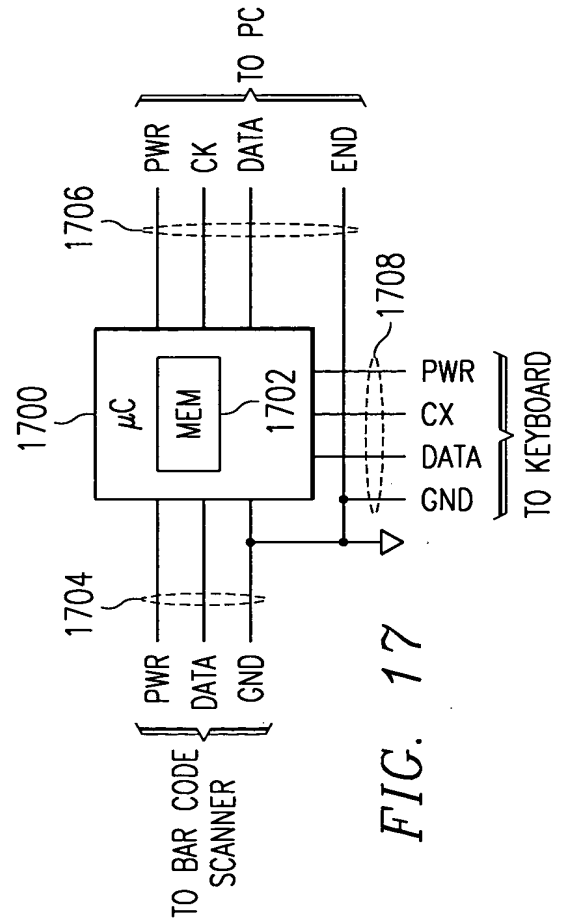 1700
1706
μC
MEM
1702
1704
PWR
DATA
GND
TO BAR CODE
SCANNER
PWR
CK
DATA
END
TO PC
1708
PWR
CX
DATA
GND
TO KEYBOARD
FIG. 17